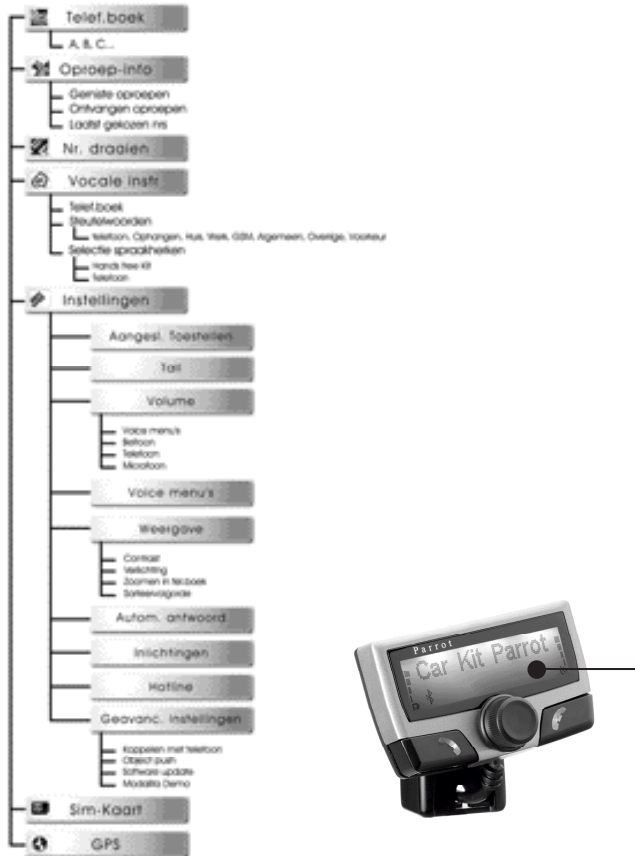 Telef.boek
A, B, C...
Oproep-info
Gemiste oproepen
Ontvangen oproepen
Laatst gekozen nrs
Nr. draaien
Vocale instr
Telef.boek
Sleutelwoorden
Telefoon, Ophangen, Huis, Werk, GSM, Algemeen, Overige, Voorkeur
Selectie spraakherken
Hands free Kit
Telefoon
Instellingen
Aangesl. Toestellen
Tail
Volume
Voice menu's
Beltoon
Telefoon
Microfoon
Voice menu's
Weergave
Contrast
Verlichting
Zoomen in tel.boek
Sorteervolgorde
Autom. antwoord
Inlichtingen
Hotline
Geavanc. Instellingen
Koppelen met telefoon
Object push
Software update
Modalita Demo
Sim-Kaart
GPS
Parrot
Car Kit Parrot